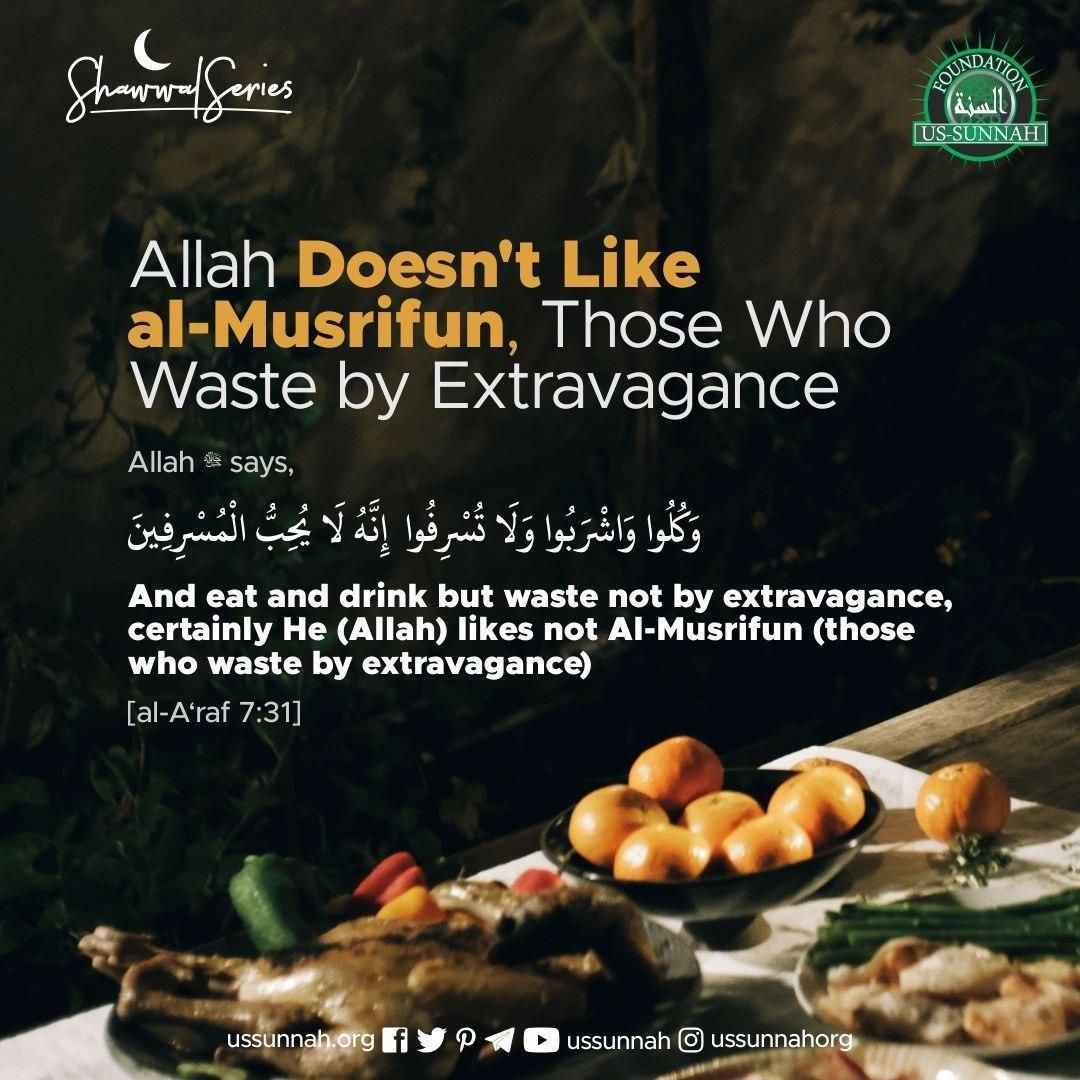 ShawwalSeries
FOUNDATION
السنة
US-SUNNAH
Allah Doesn't Like
al-Musrifun, Those Who
Waste by Extravagance
Allah ﷻ says,
وَكُلُوا وَاشْرَبُوا وَلَا تُسْرِفُوا إِنَّهُ لَا يُحِبُّ الْمُسْرِفِينَ
And eat and drink but waste not by extravagance,
certainly He (Allah) likes not Al-Musrifun (those
who waste by extravagance)
[al-A‘raf 7:31]
ussunnah.org ussunnah ussunnahorg